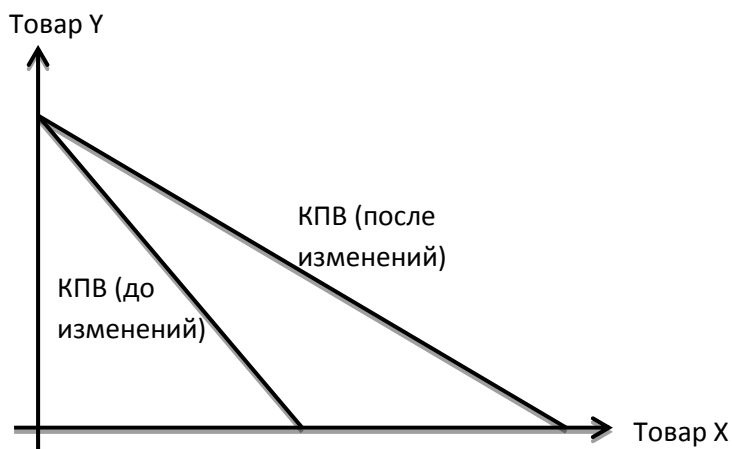 Товар Y
КПВ (после
изменений)
КПВ (до
изменений)
Товар X